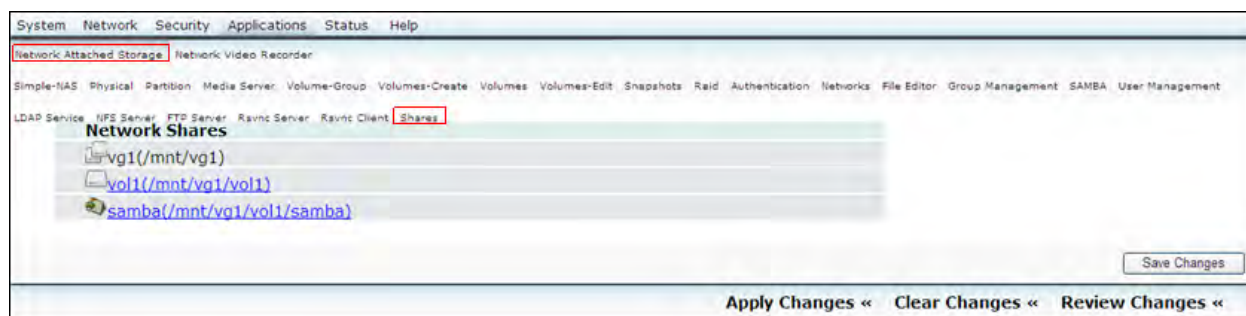 System Network Security Applications Status Help
Network Attached Storage Network Video Recorder
Simple-NAS Physical Partition Media Server Volume-Group Volumes-Create Volumes Volumes-Edit Snapshots Raid Authentication Networks File Editor Group Management SAMBA User Management
LDAP Service NFS Server FTP Server Rsync Server Rsync Client Shares
Network Shares
vg1(/mnt/vg1)
vol1(/mnt/vg1/vol1)
samba(/mnt/vg1/vol1/samba)
Save Changes
Apply Changes « Clear Changes « Review Changes «